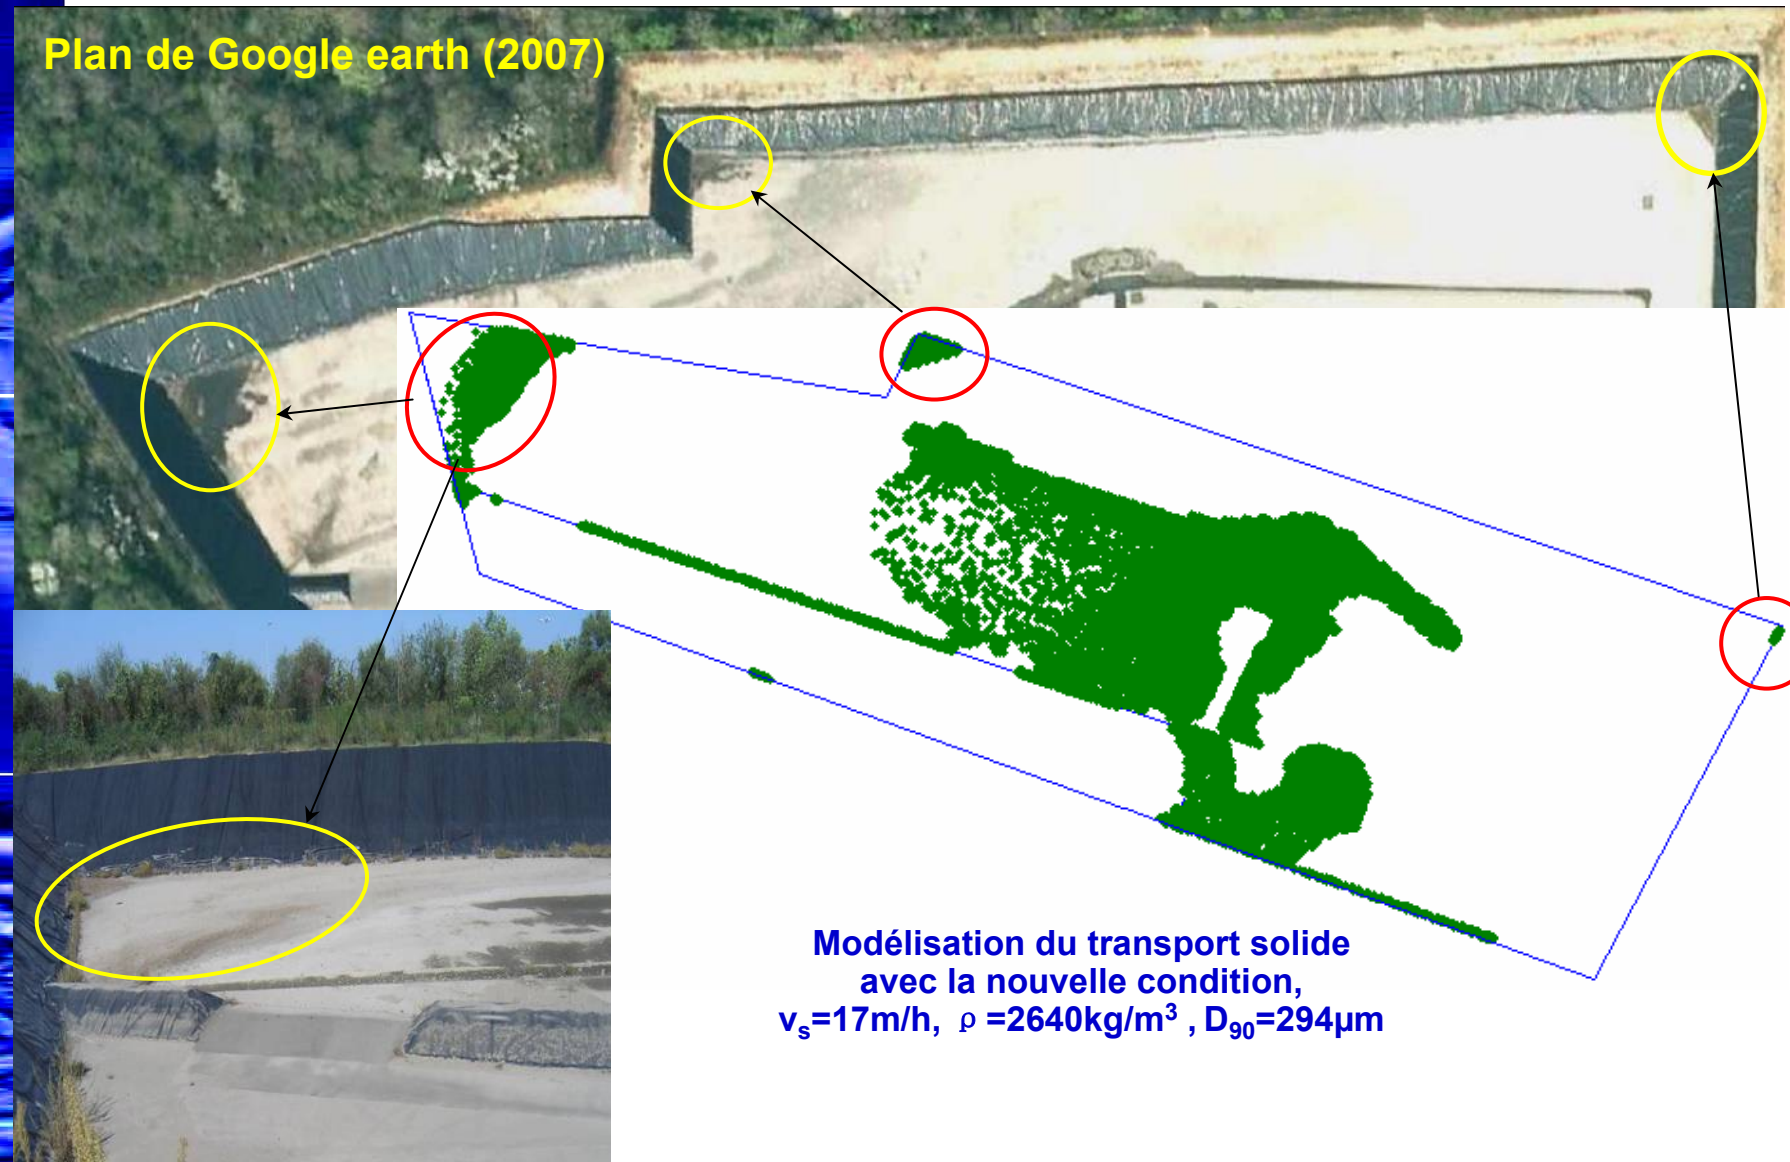 Plan de Google earth (2007)
Modélisation du transport solide
avec la nouvelle condition,
vₛ=17m/h, ρ =2640kg/m³ , D₉₀=294µm